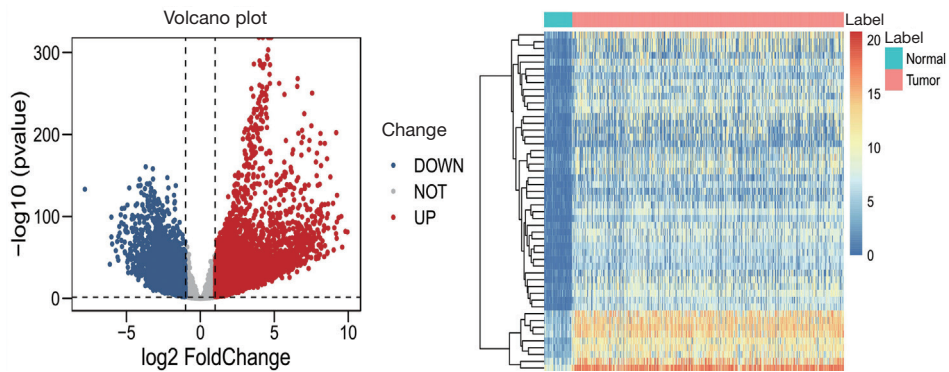 Volcano plot
300
200
100
0
−log10 (pvalue)
−5
0
5
10
log2 FoldChange
Change
DOWN
NOT
UP
Label
20
15
10
5
0
Label
Normal
Tumor